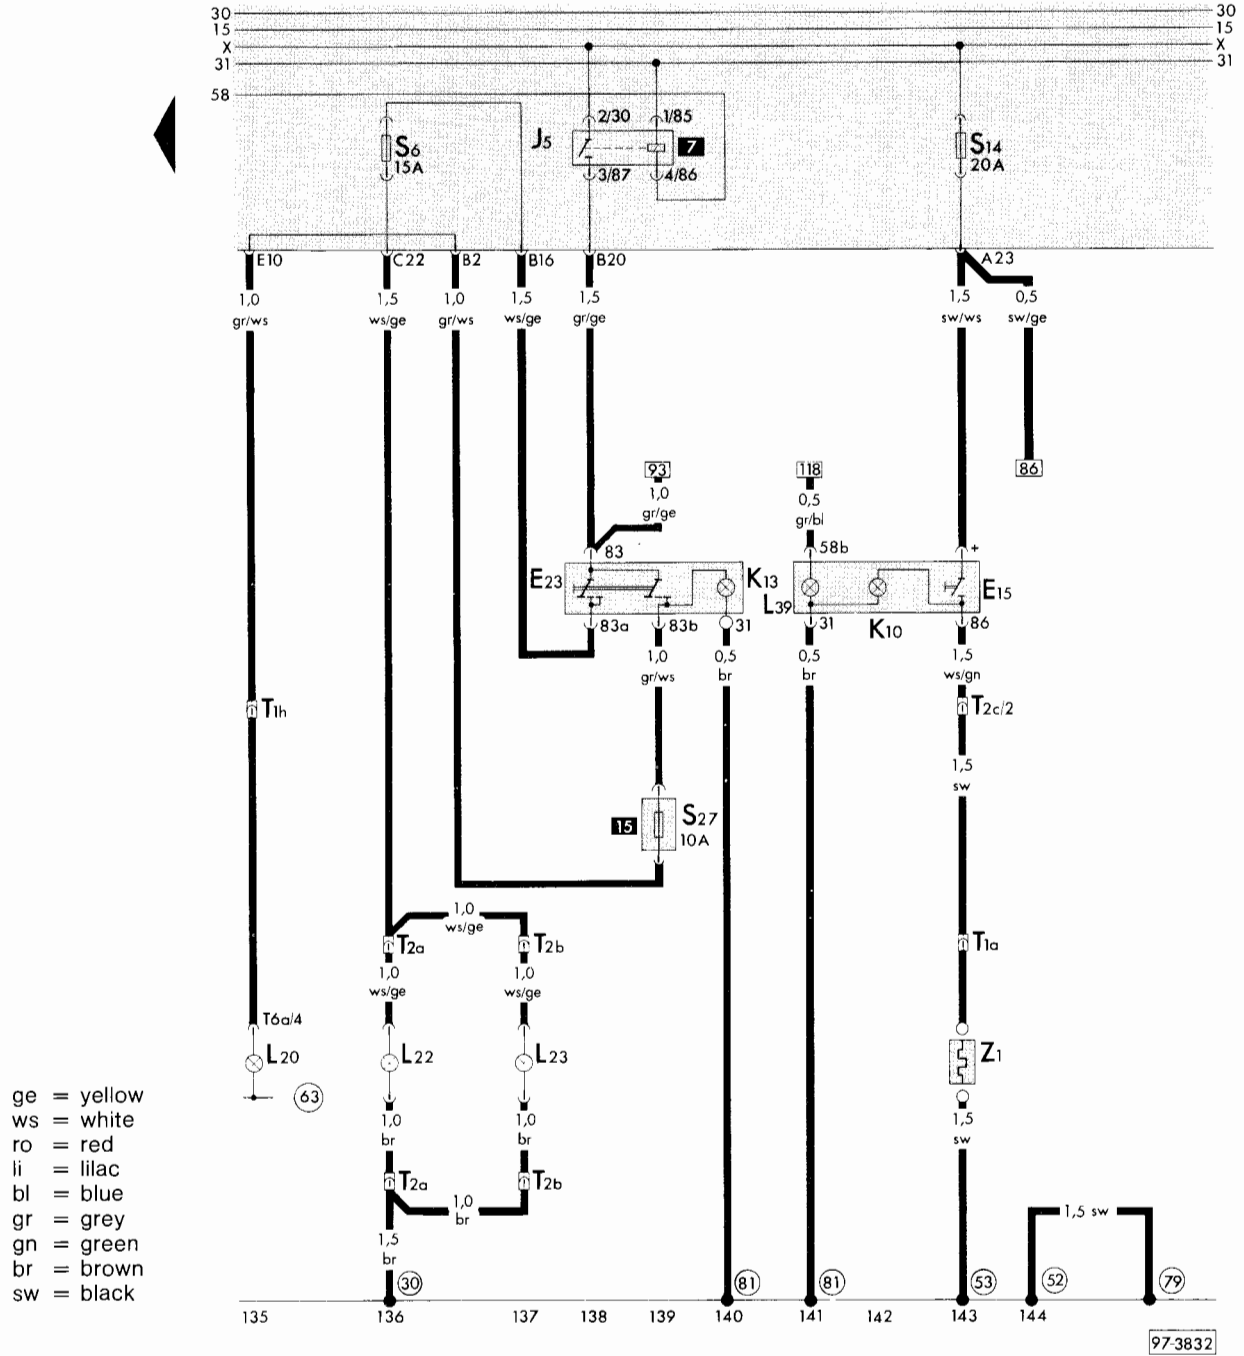 30 30
15 15
X X
31 31
58
2/30 1/85
J5 7
S6 15A
3/87 4/86
S14 20A
E10 C22 B2 B16 B20 A23
1,0 1,5 1,0 1,5 1,5 1,5 0,5
gr/ws ws/ge gr/ws ws/ge gr/ge sw/ws sw/ge
93 118 86
1,0 0,5
gr/ge gr/bl
83 58b +
E23 K13 L39 E15
K10
83a 83b 31 31 86
1,0 0,5 0,5 1,5
gr/ws br br ws/gn
T1h T2c/2
1,5
sw
15 S27
10A
1,0
ws/ge
T2a T2b T1a
1,0 1,0
ws/ge ws/ge
T6a/4
L20 L22 L23 Z1
63
1,0 1,0 1,5
br br sw
T2a T2b
1,0
br
1,5 sw
1,5
br
30 81 81 53 52 79
ge = yellow
ws = white
ro = red
li = lilac
bl = blue
gr = grey
gn = green
br = brown
sw = black
135 136 137 138 139 140 141 142 143 144
97-3832